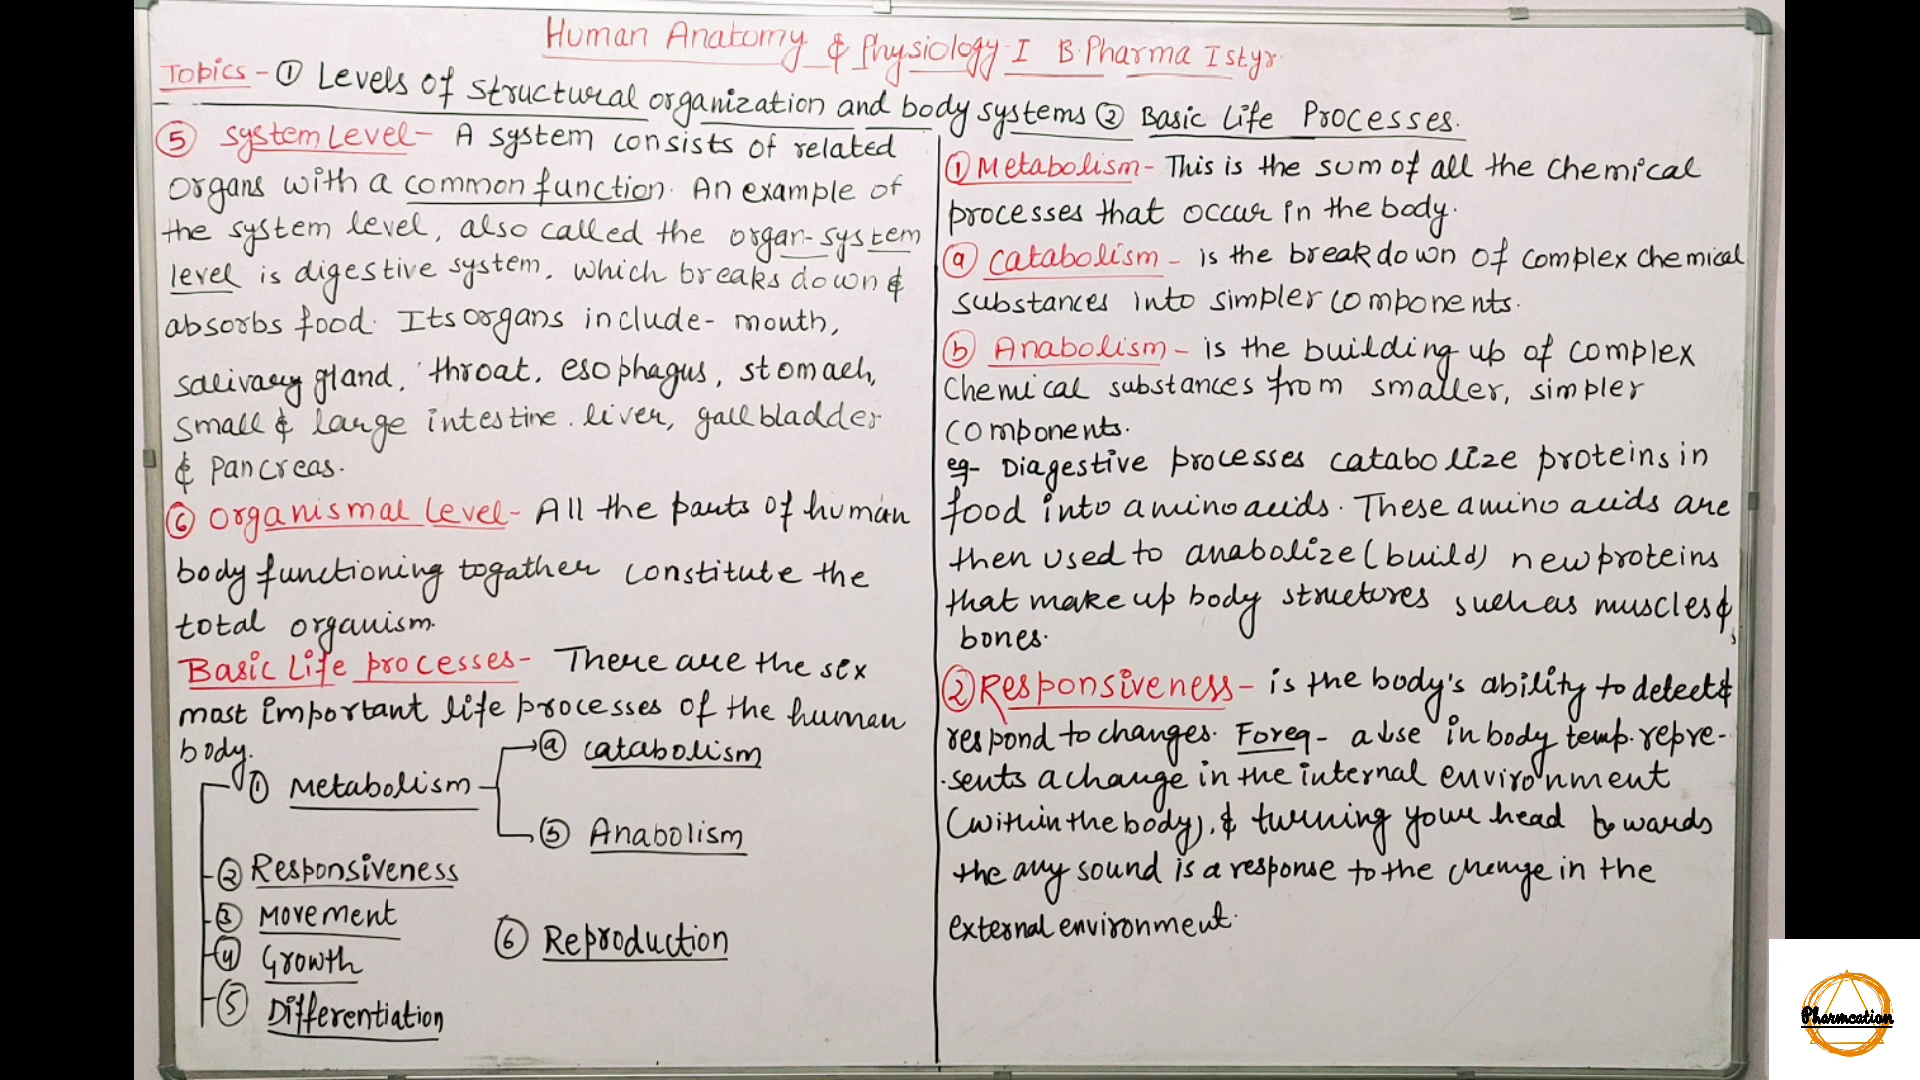 Human Anatomy & Physiology-I B.Pharma Istyr.
Topics - ① Levels of structural organization and body systems ② Basic Life Processes.
⑤ System Level - A system consists of related
organs with a common function. An example of
the system level, also called the organ-system
level is digestive system, which breaks down &
absorbs food. Its organs include - mouth,
salivary gland, throat, esophagus, stomach,
small & large intestine. liver, gallbladder
& Pancreas.
⑥ Organismal Level - All the parts of human
body functioning togather constitute the
total organism.
Basic Life processes - There are the six
most important life processes of the human
body.
① Metabolism
ⓐ catabolism
ⓑ Anabolism
② Responsiveness
③ Movement
④ Growth
⑤ Differentiation
⑥ Reproduction
① Metabolism - This is the sum of all the chemical
processes that occur in the body.
ⓐ catabolism - is the breakdown of complex chemical
substances into simpler components.
ⓑ Anabolism - is the building up of complex
chemical substances from smaller, simpler
components.
eg- Diagestive processes catabolize proteins in
food into amino acids. These amino acids are
then used to anabolize (build) new proteins
that make up body structures such as muscles &
bones.
② Responsiveness - is the body's ability to detect &
respond to changes. For eg - a ↓se in body temp. repre-
sents a change in the internal environment
(within the body), & turning your head towards
the any sound is a response to the change in the
external environment.
Pharmcation